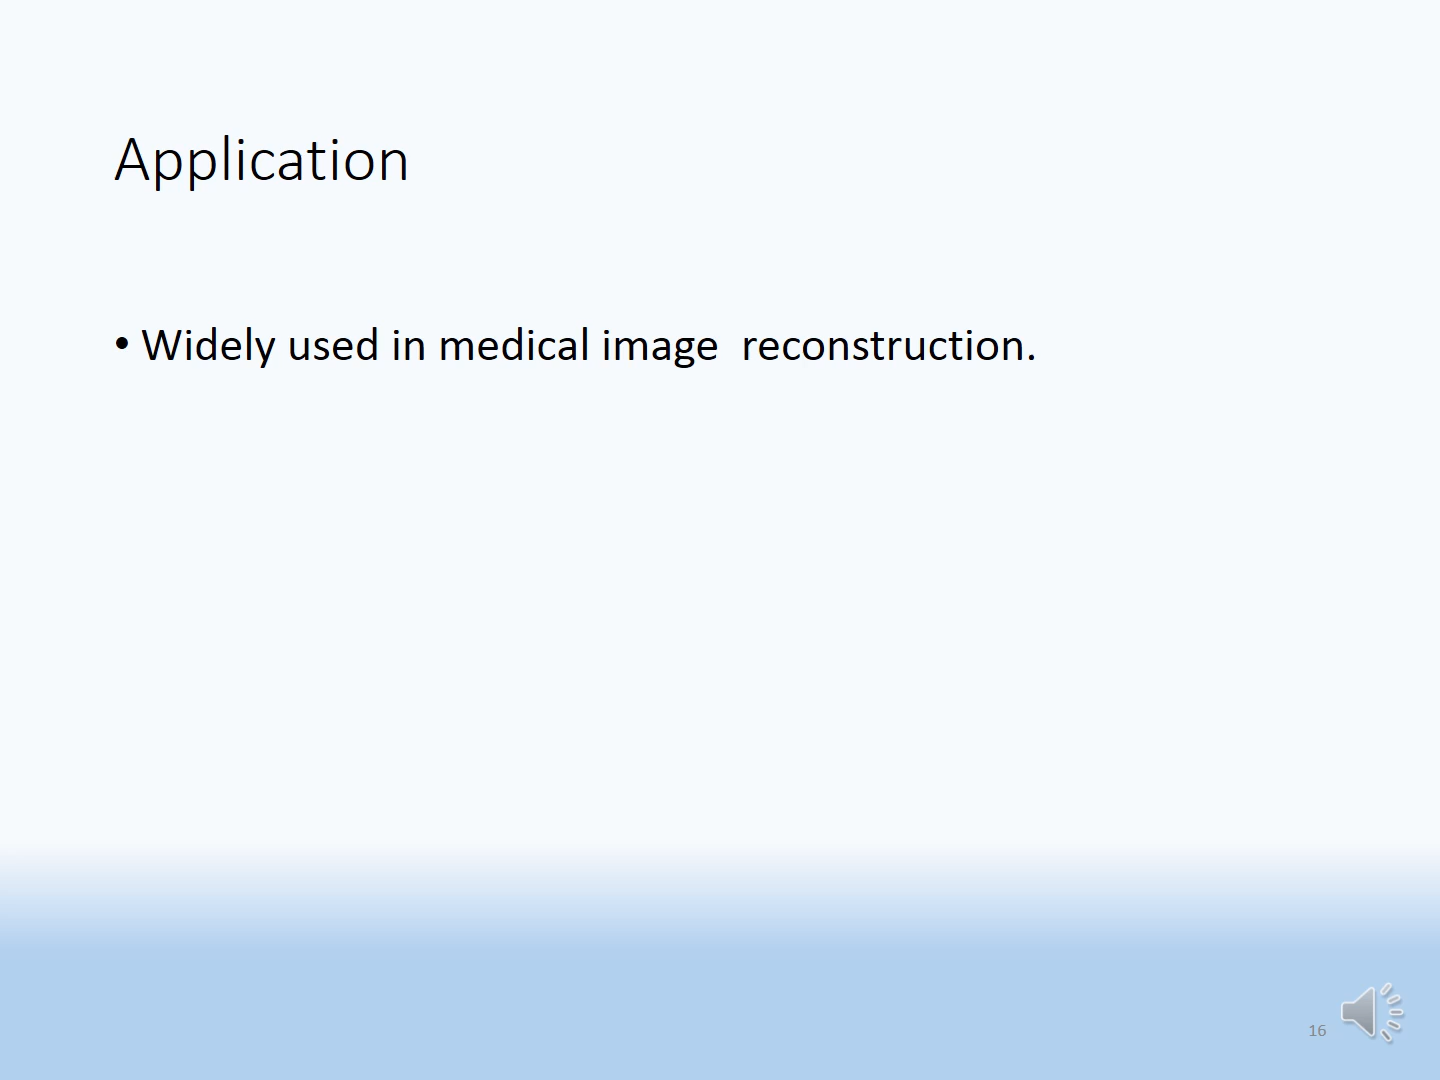 Application
• Widely used in medical image  reconstruction.
16